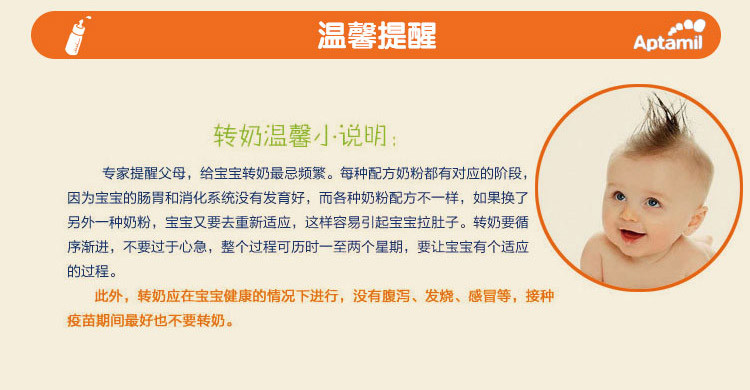 温馨提醒
Aptamil
转奶温馨小说明：
专家提醒父母，给宝宝转奶最忌频繁。每种配方奶粉都有对应的阶段，
因为宝宝的肠胃和消化系统没有发育好，而各种奶粉配方不一样，如果换了
另外一种奶粉，宝宝又要去重新适应，这样容易引起宝宝拉肚子。转奶要循
序渐进，不要过于心急，整个过程可历时一至两个星期，要让宝宝有个适应
的过程。
此外，转奶应在宝宝健康的情况下进行，没有腹泻、发烧、感冒等，接种
疫苗期间最好也不要转奶。